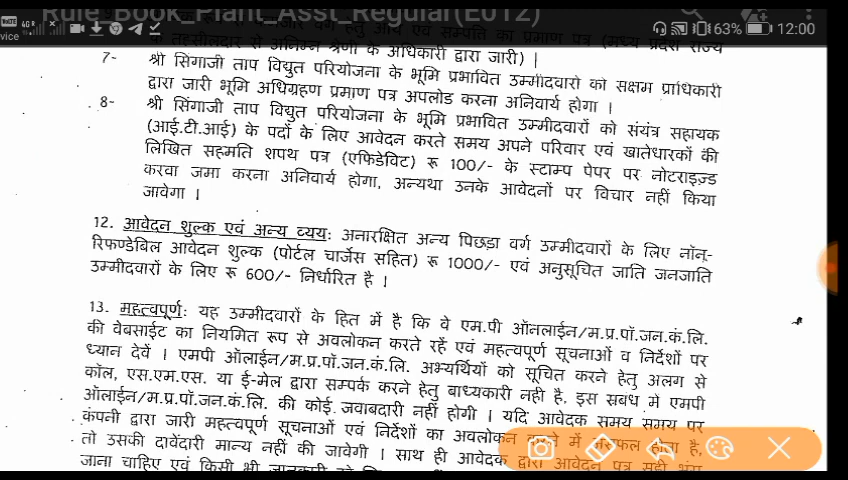 Rule_Book_Plant_Asst_Regular(E012)
63% 12:00
द्वारा जारी) |
7- श्री सिंगाजी ताप विद्युत परियोजना के भूमि प्रभावित उम्मीदवारों को सक्षम प्राधिकारी
द्वारा जारी भूमि अधिग्रहण प्रमाण पत्र अपलोड करना अनिवार्य होगा ।
8- श्री सिंगाजी ताप विद्युत परियोजना के भूमि प्रभावित उम्मीदवारों को संयंत्र सहायक
(आई.टी.आई) के पदों के लिए आवेदन करते समय अपने परिवार एवं खातेधारकों की
लिखित सहमति शपथ पत्र (एफिडेविट) रू 100/- के स्टाम्प पेपर पर नोटराइज्ड
करवा जमा करना अनिवार्य होगा, अन्यथा उनके आवेदनों पर विचार नहीं किया
जावेगा ।
12. आवेदन शुल्क एवं अन्य व्यय: अनारक्षित अन्य पिछड़ा वर्ग उम्मीदवारों के लिए नॉन-
रिफण्डेबिल आवेदन शुल्क (पोर्टल चार्जेस सहित) रू 1000/- एवं अनुसूचित जाति जनजाति
उम्मीदवारों के लिए रू 600/- निर्धारित है ।
13. महत्वपूर्ण: यह उम्मीदवारों के हित में है कि वे एम.पी ऑनलाईन/म.प्र.पॉ.जन.कं.लि.
की वेबसाईट का नियमित रूप से अवलोकन करते रहें एवं महत्वपूर्ण सूचनाओं व निर्देशों पर
ध्यान देवें । एमपी ऑलाईन/म.प्र.पॉ.जन.कं.लि. अभ्यर्थियों को सूचित करने हेतु अलग से
कॉल, एस.एम.एस. या ई-मेल द्वारा सम्पर्क करने हेतु बाध्यकारी नही है, इस संबध में एमपी
ऑलाईन/म.प्र.पॉ.जन.कं.लि. की कोई जवाबदारी नहीं होगी । यदि आवेदक समय समय पर
कंपनी द्वारा जारी महत्वपूर्ण सूचनाओं एवं निर्देशों का अवलोकन में होता है,
तो उसकी दावेदारी मान्य नहीं की जावेगी । साथ ही आवेदक द्वारा आवेदन पत्र सही
जाना चाहिए एवं किसी भी